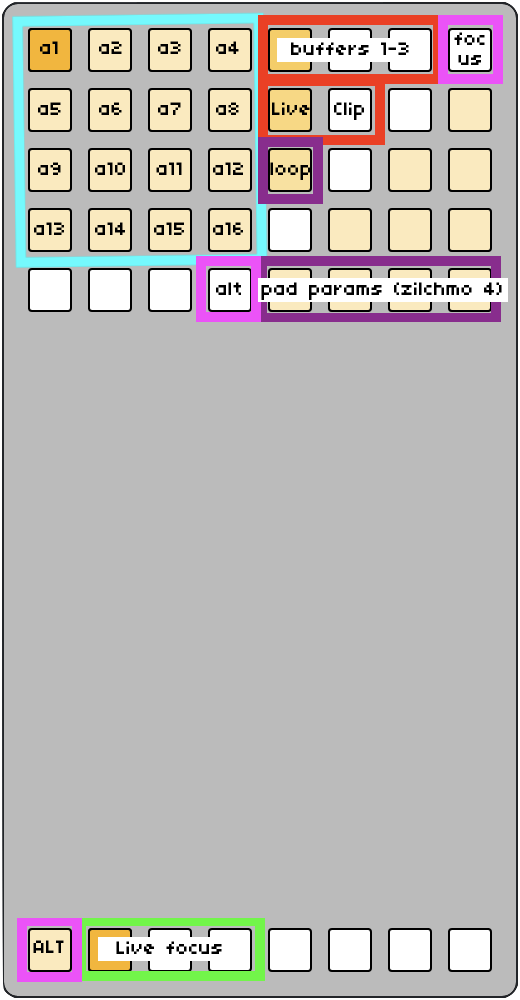 a1 a2 a3 a4 buffers 1-3 foc
us
a5 a6 a7 a8 Live Clip
a9 a10 a11 a12 loop
a13 a14 a15 a16
alt pad params (zilchmo 4)
ALT Live focus